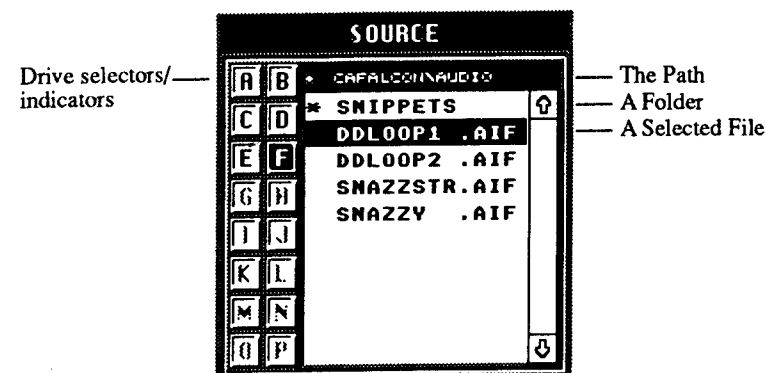 SOURCE
Drive selectors/
indicators
A B
CAFALCON\AUDIO
The Path
* SNIPPETS
A Folder
C D
DDLOOP1 .AIF
A Selected File
E F
DDLOOP2 .AIF
G H
SNAZZSTR.AIF
SNAZZY .AIF
I J
K L
M N
O P